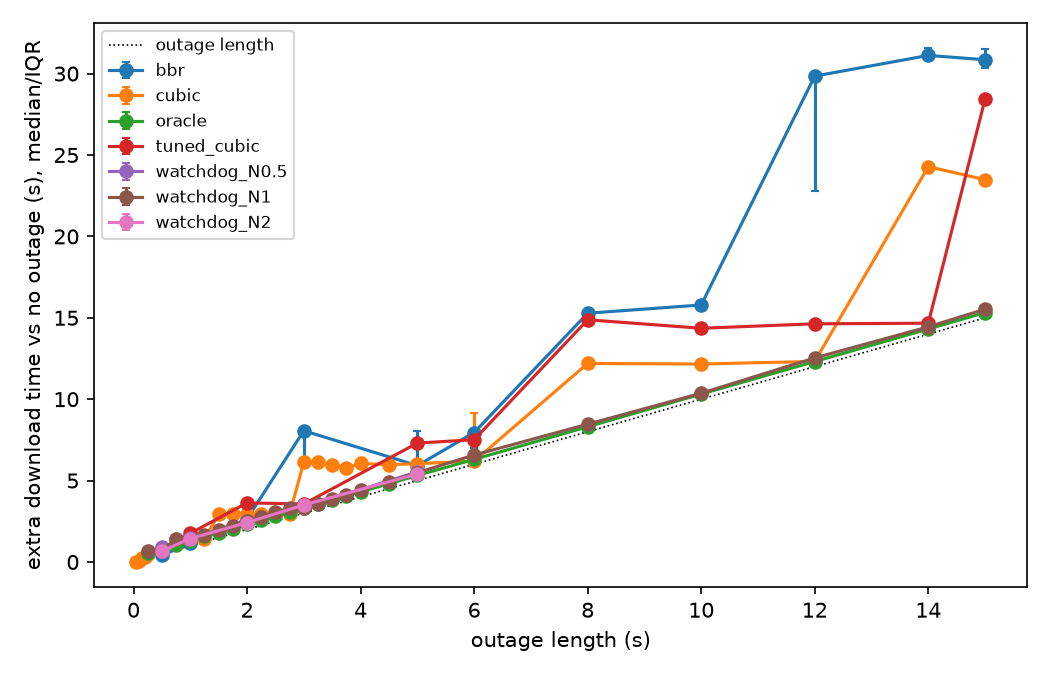 outage length
bbr
cubic
oracle
tuned_cubic
watchdog_N0.5
watchdog_N1
watchdog_N2
extra download time vs no outage (s), median/IQR
30
25
20
15
10
5
0
0 2 4 6 8 10 12 14
outage length (s)